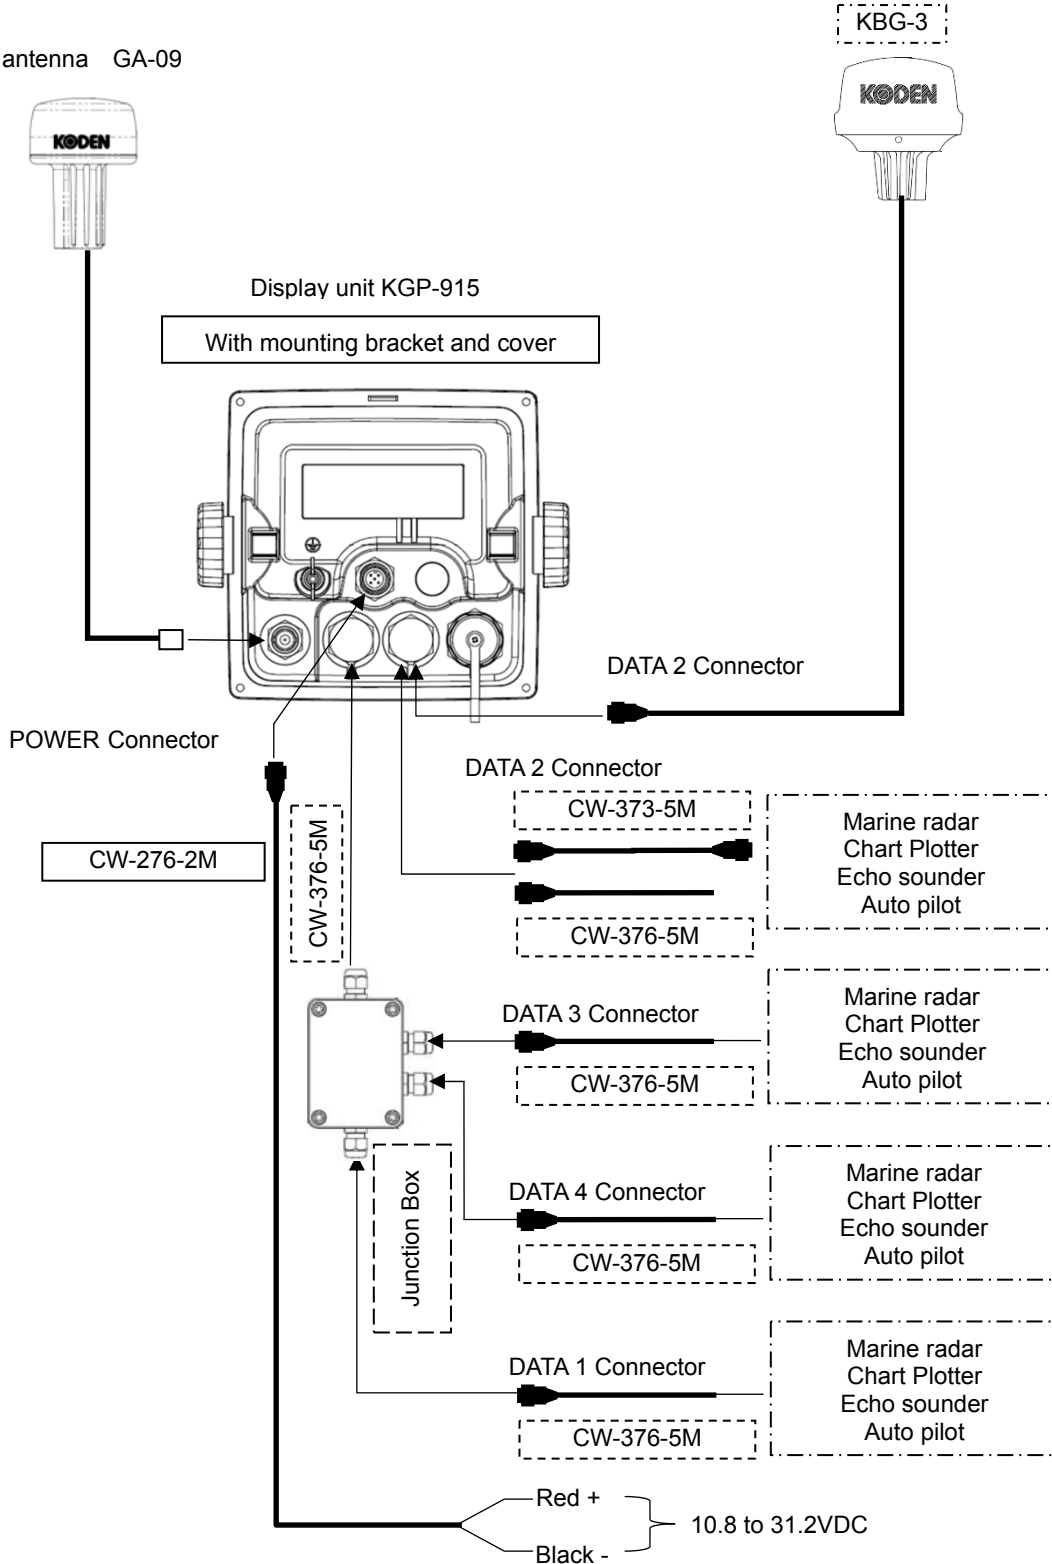 KBG-3
antenna GA-09
KODEN
KODEN
Display unit KGP-915
With mounting bracket and cover
DATA 2 Connector
POWER Connector
DATA 2 Connector
CW-373-5M
CW-276-2M
CW-376-5M
CW-376-5M
Marine radar
Chart Plotter
Echo sounder
Auto pilot
DATA 3 Connector
CW-376-5M
Marine radar
Chart Plotter
Echo sounder
Auto pilot
Junction Box
DATA 4 Connector
CW-376-5M
Marine radar
Chart Plotter
Echo sounder
Auto pilot
DATA 1 Connector
CW-376-5M
Marine radar
Chart Plotter
Echo sounder
Auto pilot
Red +
10.8 to 31.2VDC
Black -